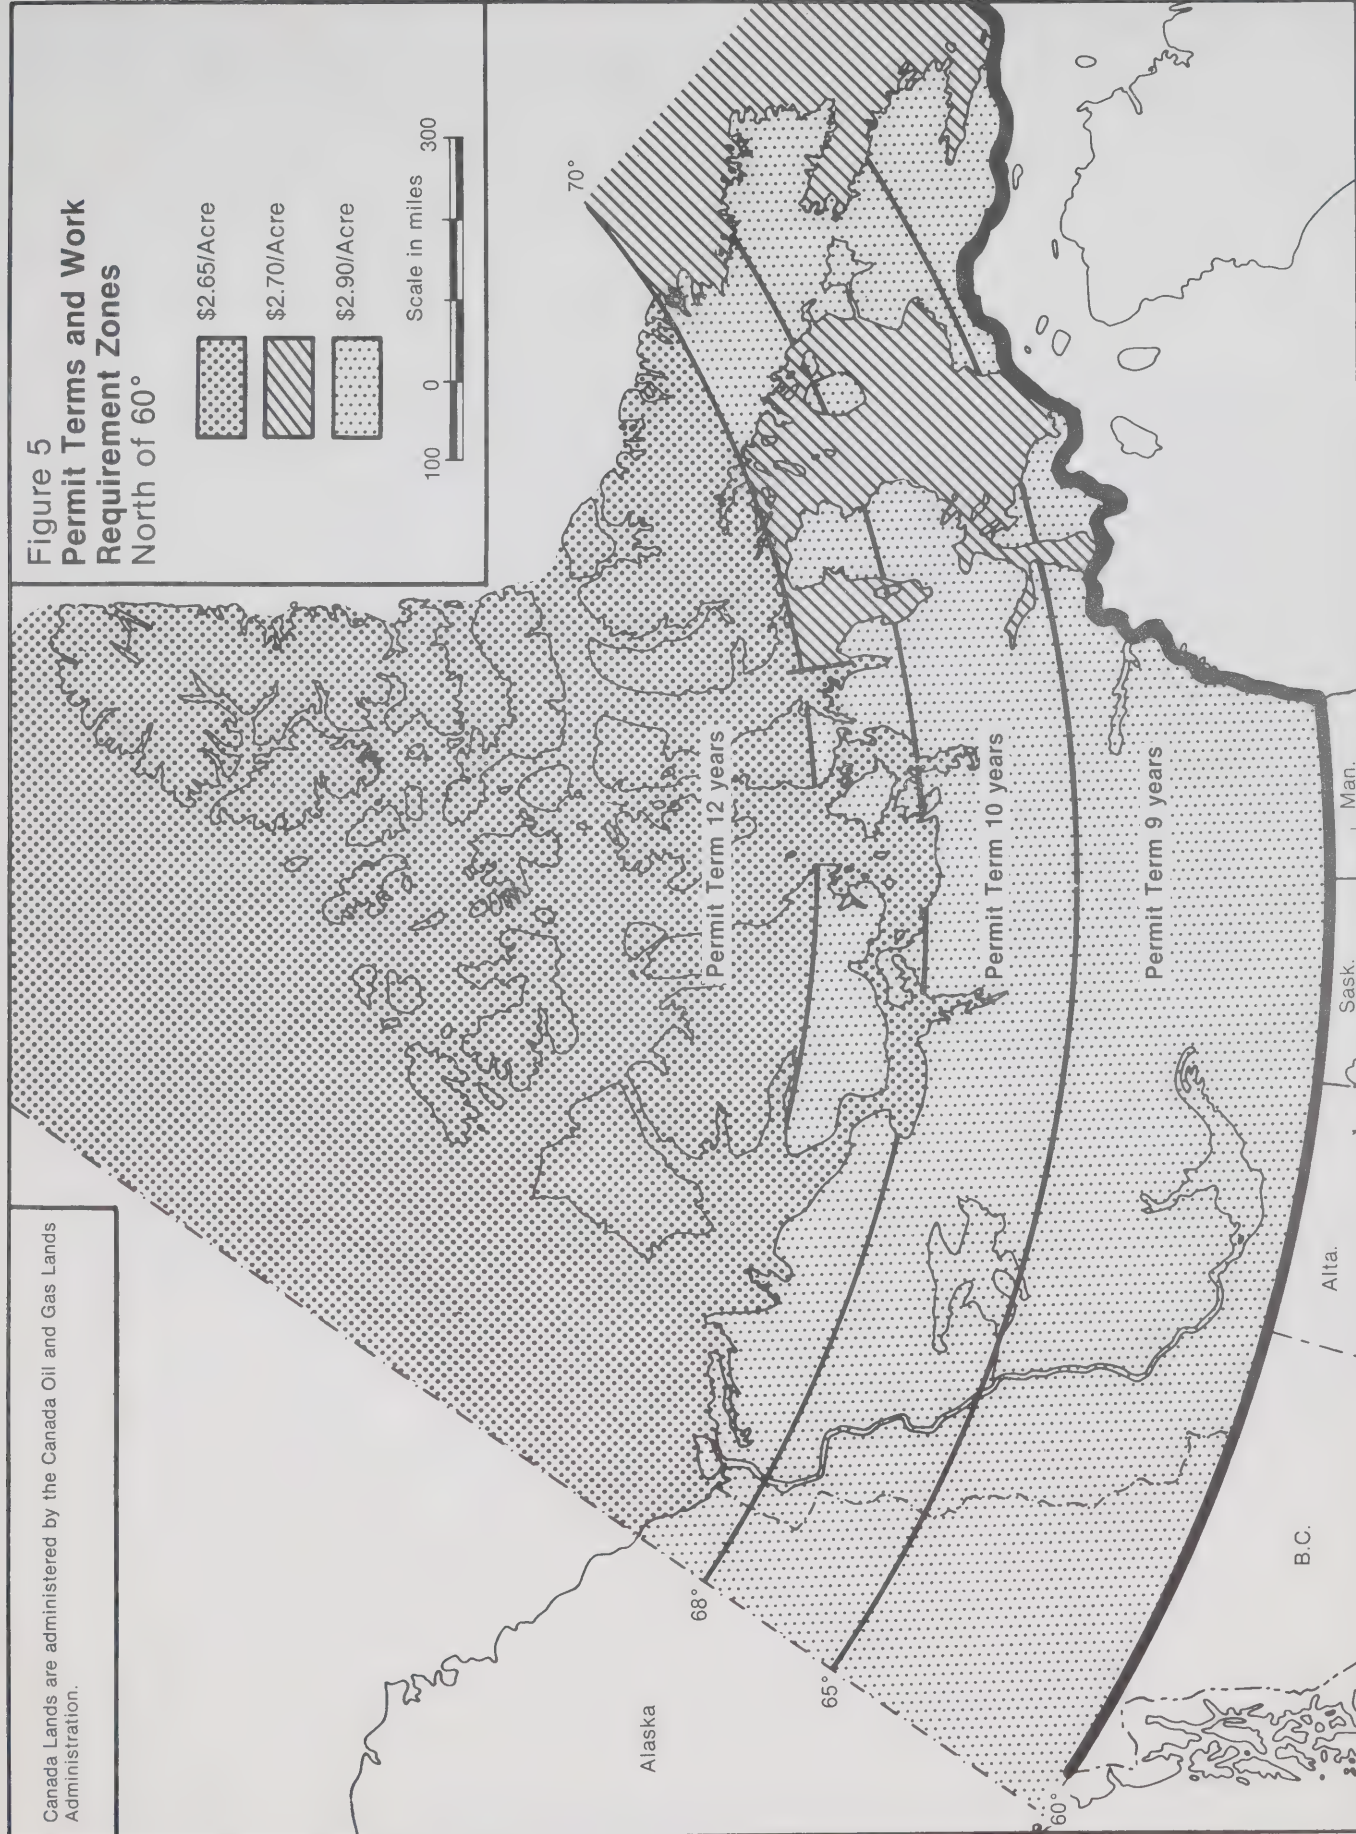 Figure 5
Permit Terms and Work
Requirement Zones
North of 60°
$2.65/Acre
$2.70/Acre
$2.90/Acre
Scale in miles
100 0 300
Canada Lands are administered by the Canada Oil and Gas Lands
Administration.
70°
68°
65°
60°
Permit Term 12 years
Permit Term 10 years
Permit Term 9 years
Alaska
B.C.
Alta.
Sask.
Man.